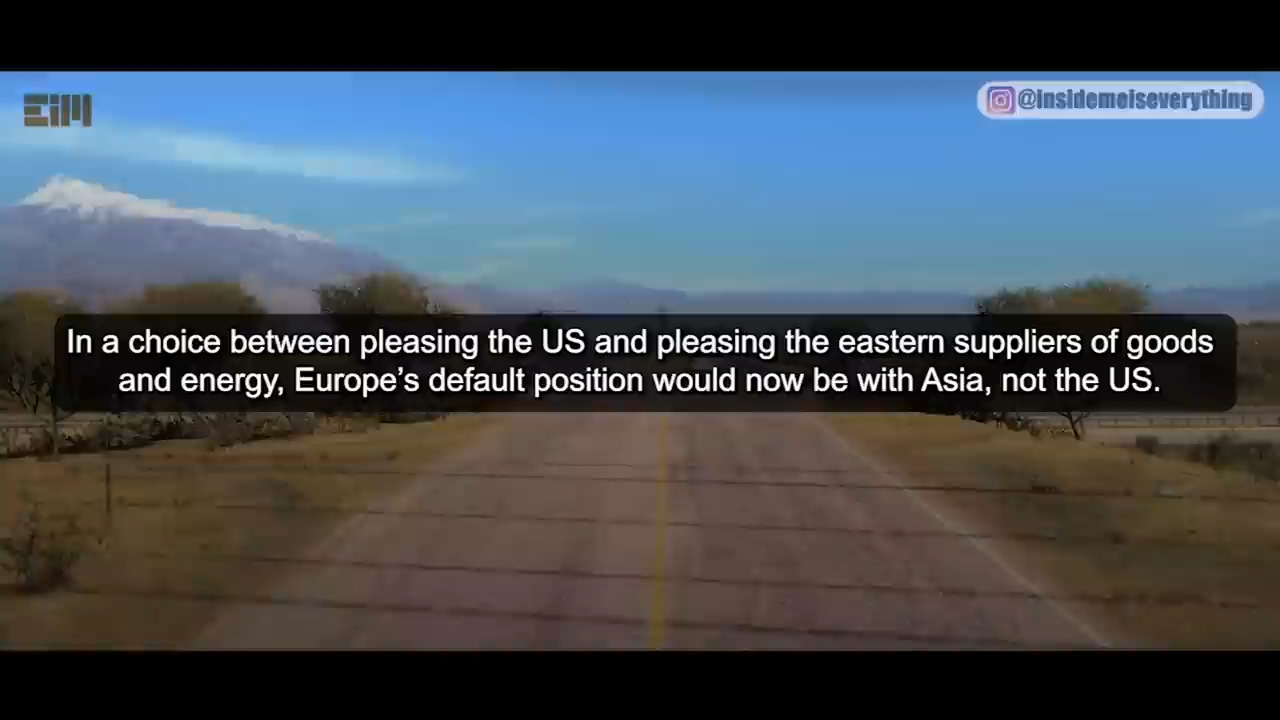 EiM
@insidemeiseverything
In a choice between pleasing the US and pleasing the eastern suppliers of goods
and energy, Europe’s default position would now be with Asia, not the US.